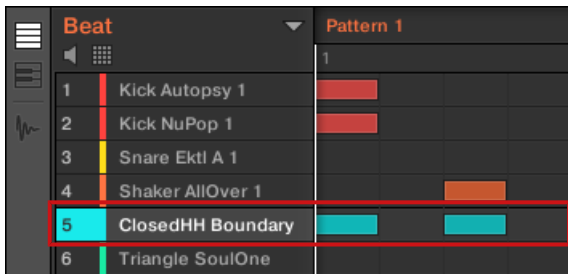 Beat
Pattern 1
1
1 Kick Autopsy 1
2 Kick NuPop 1
3 Snare Ektl A 1
4 Shaker AllOver 1
5 ClosedHH Boundary
6 Triangle SoulOne